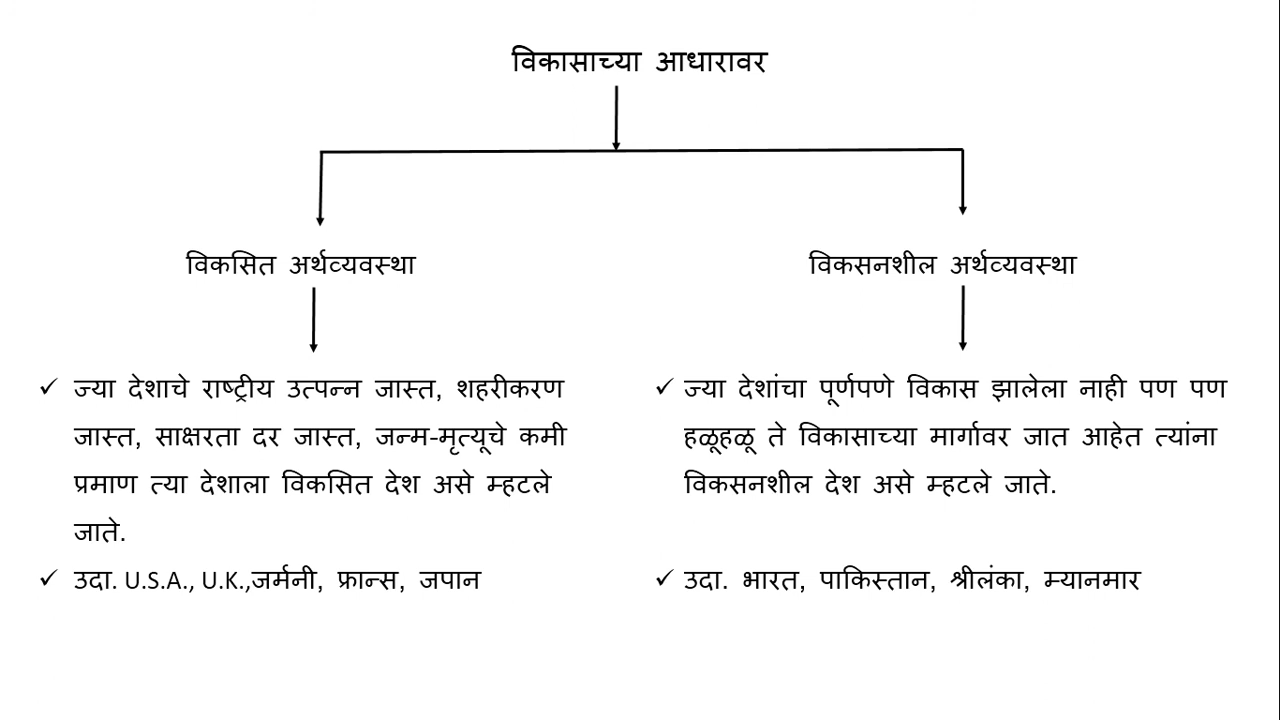 विकासाच्या आधारावर
विकसित अर्थव्यवस्था
विकसनशील अर्थव्यवस्था
✓ ज्या देशाचे राष्ट्रीय उत्पन्न जास्त, शहरीकरण
जास्त, साक्षरता दर जास्त, जन्म-मृत्यूचे कमी
प्रमाण त्या देशाला विकसित देश असे म्हटले
जाते.
✓ उदा. U.S.A., U.K.,जर्मनी, फ्रान्स, जपान
✓ ज्या देशांचा पूर्णपणे विकास झालेला नाही पण पण
हळूहळू ते विकासाच्या मार्गावर जात आहेत त्यांना
विकसनशील देश असे म्हटले जाते.
✓ उदा. भारत, पाकिस्तान, श्रीलंका, म्यानमार